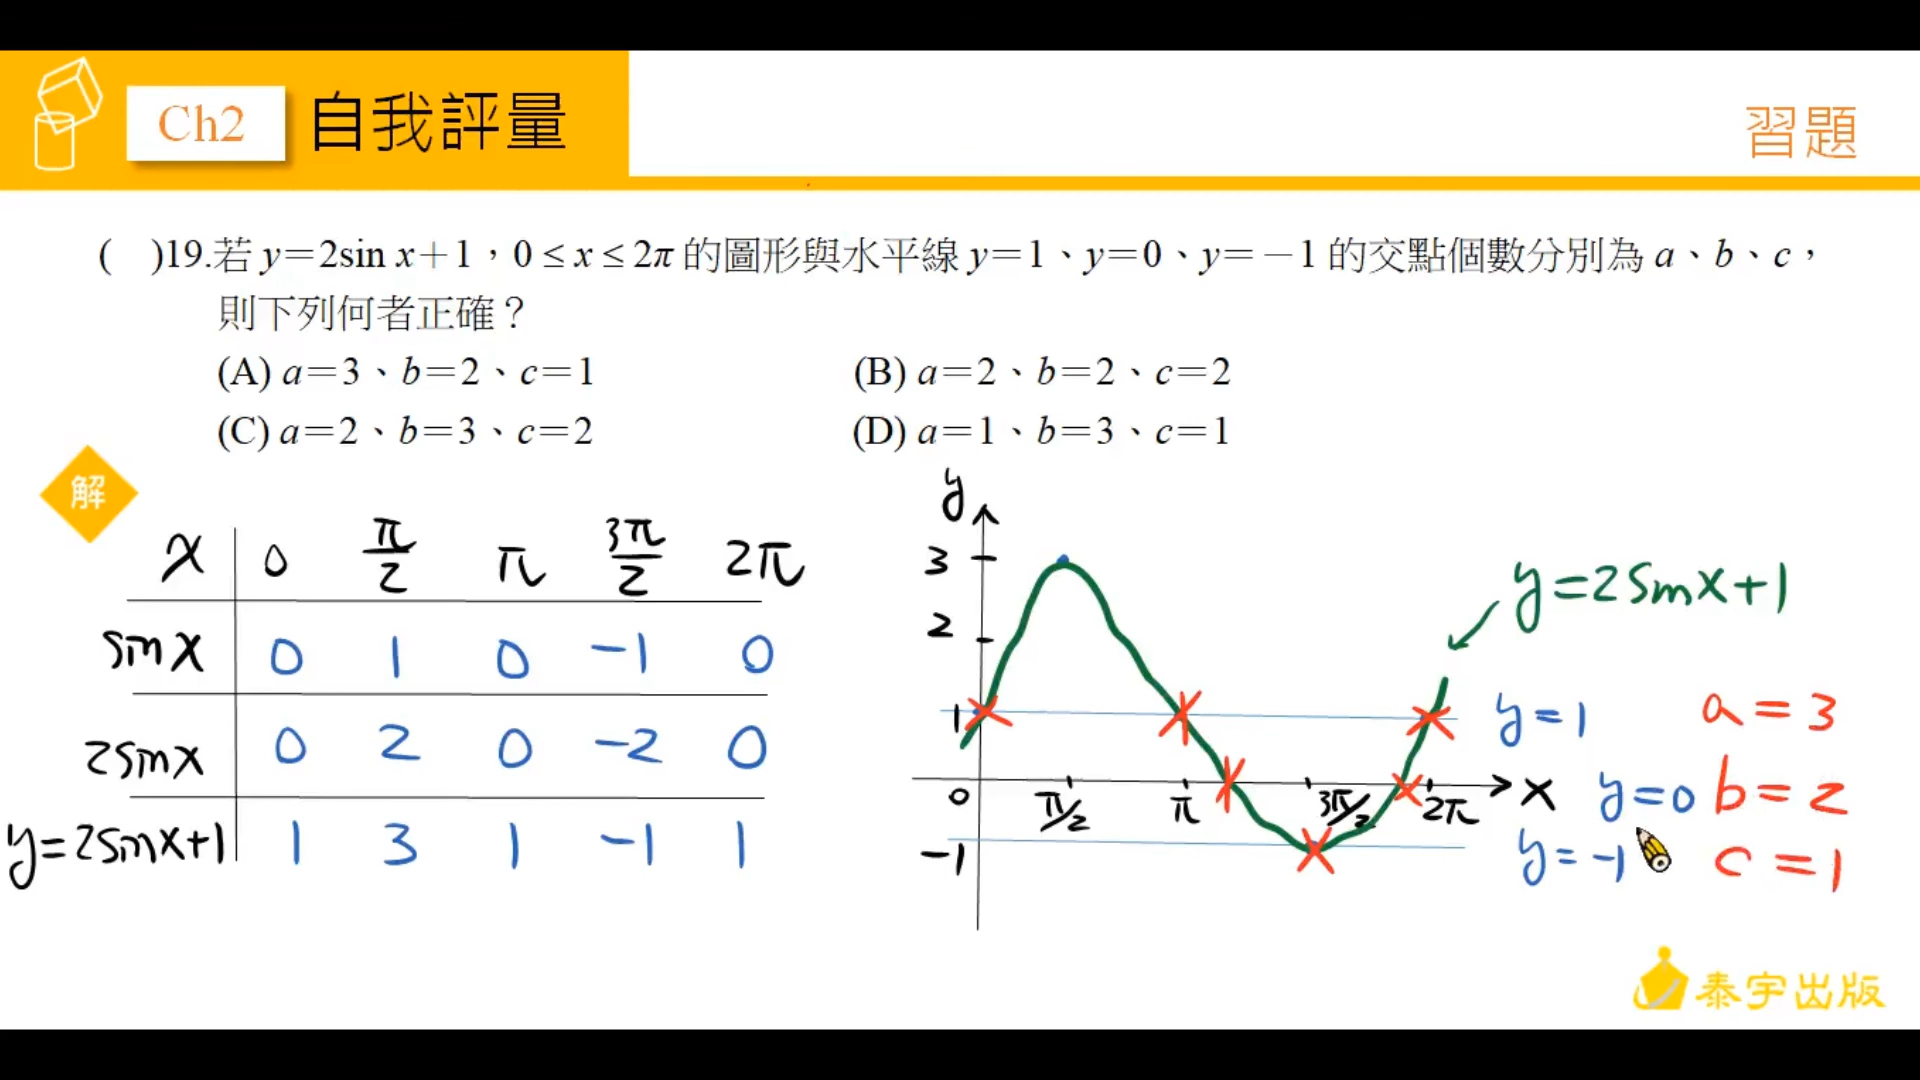 Ch2 自我評量
習題
( )19.若 y=2sin x+1,0≤x≤2π 的圖形與水平線 y=1、y=0、y=-1 的交點個數分別為 a、b、c,
則下列何者正確?
(A) a=3、b=2、c=1 (B) a=2、b=2、c=2
(C) a=2、b=3、c=2 (D) a=1、b=3、c=1
解
x 0 π/2 π 3π/2 2π
sinx 0 1 0 -1 0
2sinx 0 2 0 -2 0
y=2sinx+1 1 3 1 -1 1
y
3
2
1
0
-1
π/2 π 3π/2 2π x
y=2sinx+1
y=1 a=3
y=0 b=2
y=-1 c=1
泰宇出版